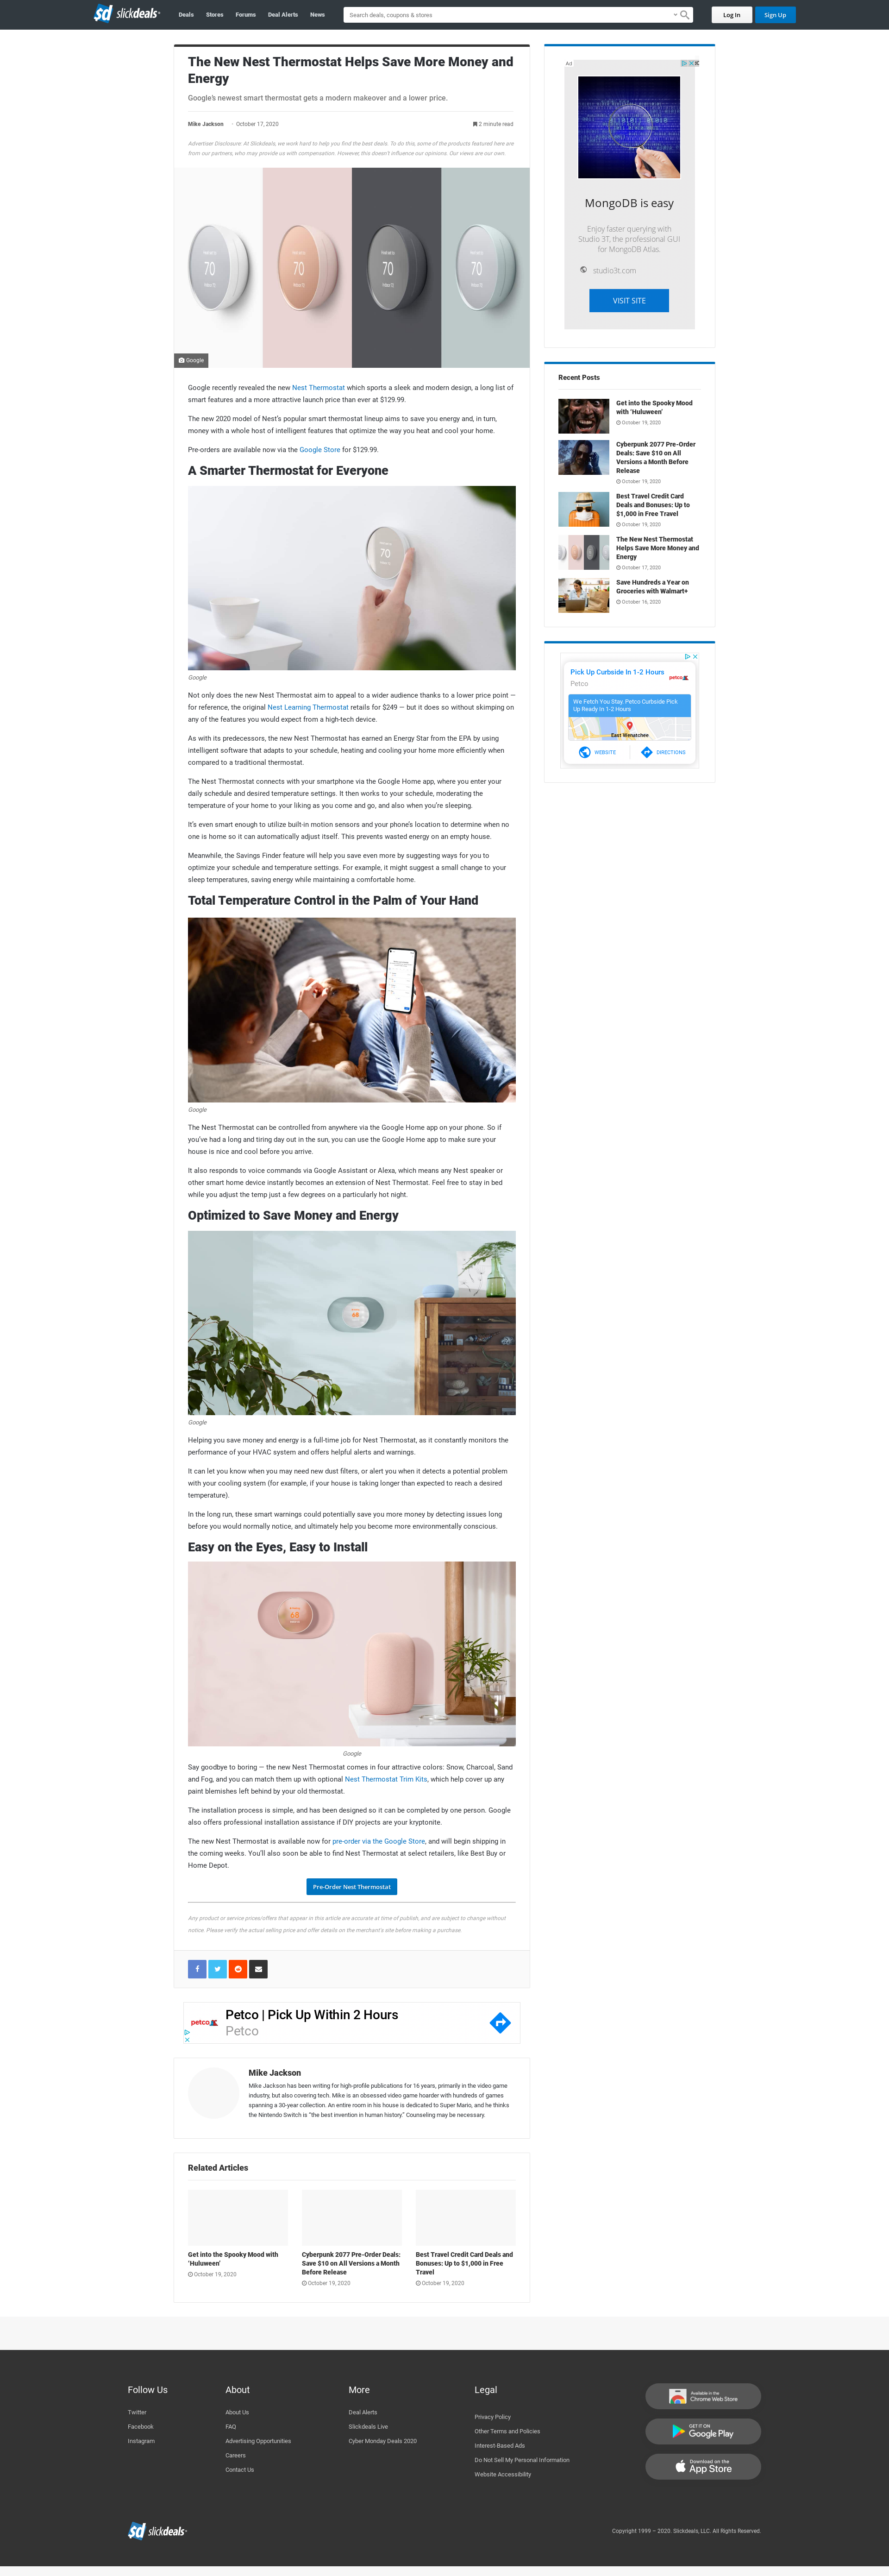 slickdeals
Deals Stores Forums Deal Alerts News
Search deals, coupons & stores
Log In Sign Up
The New Nest Thermostat Helps Save More Money and
Energy
Google's newest smart thermostat gets a modern makeover and a lower price.
Mike Jackson · October 17, 2020
2 minute read
Advertiser Disclosure: At Slickdeals, we work hard to help you find the best deals. To do this, some of the products featured here are
from our partners, who may provide us with compensation. However, this doesn't influence our opinions. Our views are our own.
70 70 70 70
Google
Google recently revealed the new Nest Thermostat which sports a sleek and modern design, a long list of
smart features and a more attractive launch price than ever at $129.99.
The new 2020 model of Nest's popular smart thermostat lineup aims to save you energy and, in turn,
money with a whole host of intelligent features that optimize the way you heat and cool your home.
Pre-orders are available now via the Google Store for $129.99.
A Smarter Thermostat for Everyone
70
Google
Not only does the new Nest Thermostat aim to appeal to a wider audience thanks to a lower price point —
for reference, the original Nest Learning Thermostat retails for $249 — but it does so without skimping on
any of the features you would expect from a high-tech device.
As with its predecessors, the new Nest Thermostat has earned an Energy Star from the EPA by using
intelligent software that adapts to your schedule, heating and cooling your home more efficiently when
compared to a traditional thermostat.
The Nest Thermostat connects with your smartphone via the Google Home app, where you enter your
daily schedule and desired temperature settings. It then works to your schedule, moderating the
temperature of your home to your liking as you come and go, and also when you're sleeping.
It's even smart enough to utilize built-in motion sensors and your phone's location to determine when no
one is home so it can automatically adjust itself. This prevents wasted energy on an empty house.
Meanwhile, the Savings Finder feature will help you save even more by suggesting ways for you to
optimize your schedule and temperature settings. For example, it might suggest a small change to your
sleep temperatures, saving energy while maintaining a comfortable home.
Total Temperature Control in the Palm of Your Hand
Google
The Nest Thermostat can be controlled from anywhere via the Google Home app on your phone. So if
you've had a long and tiring day out in the sun, you can use the Google Home app to make sure your
house is nice and cool before you arrive.
It also responds to voice commands via Google Assistant or Alexa, which means any Nest speaker or
other smart home device instantly becomes an extension of Nest Thermostat. Feel free to stay in bed
while you adjust the temp just a few degrees on a particularly hot night.
Optimized to Save Money and Energy
68
Google
Helping you save money and energy is a full-time job for Nest Thermostat, as it constantly monitors the
performance of your HVAC system and offers helpful alerts and warnings.
It can let you know when you may need new dust filters, or alert you when it detects a potential problem
with your cooling system (for example, if your house is taking longer than expected to reach a desired
temperature).
In the long run, these smart warnings could potentially save you more money by detecting issues long
before you would normally notice, and ultimately help you become more environmentally conscious.
Easy on the Eyes, Easy to Install
68
Google
Say goodbye to boring — the new Nest Thermostat comes in four attractive colors: Snow, Charcoal, Sand
and Fog, and you can match them up with optional Nest Thermostat Trim Kits, which help cover up any
paint blemishes left behind by your old thermostat.
The installation process is simple, and has been designed so it can be completed by one person. Google
also offers professional installation assistance if DIY projects are your kryptonite.
The new Nest Thermostat is available now for pre-order via the Google Store, and will begin shipping in
the coming weeks. You'll also soon be able to find Nest Thermostat at select retailers, like Best Buy or
Home Depot.
Pre-Order Nest Thermostat
Any product or service prices/offers that appear in this article are accurate at time of publish, and are subject to change without
notice. Please verify the actual selling price and offer details on the merchant's site before making a purchase.
petco
Petco | Pick Up Within 2 Hours
Petco
Mike Jackson
Mike Jackson has been writing for high-profile publications for 16 years, primarily in the video game
industry, but also covering tech. Mike is an obsessed video game hoarder with hundreds of games
spanning a 30-year collection. An entire room in his house is dedicated to Super Mario, and he thinks
the Nintendo Switch is "the best invention in human history." Counseling may be necessary.
Related Articles
Get into the Spooky Mood with
'Huluween'
October 19, 2020
Cyberpunk 2077 Pre-Order Deals:
Save $10 on All Versions a Month
Before Release
October 19, 2020
Best Travel Credit Card Deals and
Bonuses: Up to $1,000 in Free
Travel
October 19, 2020
Ad
MongoDB is easy
Enjoy faster querying with
Studio 3T, the professional GUI
for MongoDB Atlas.
studio3t.com
VISIT SITE
Recent Posts
Get into the Spooky Mood
with 'Huluween'
October 19, 2020
Cyberpunk 2077 Pre-Order
Deals: Save $10 on All
Versions a Month Before
Release
October 19, 2020
Best Travel Credit Card
Deals and Bonuses: Up to
$1,000 in Free Travel
October 19, 2020
The New Nest Thermostat
Helps Save More Money and
Energy
October 17, 2020
Save Hundreds a Year on
Groceries with Walmart+
October 16, 2020
Pick Up Curbside In 1-2 Hours
Petco
petco
We Fetch You Stay. Petco Curbside Pick
Up Ready In 1-2 Hours
East Wenatchee
WEBSITE DIRECTIONS
Follow Us
Twitter
Facebook
Instagram
About
About Us
FAQ
Advertising Opportunities
Careers
Contact Us
More
Deal Alerts
Slickdeals Live
Cyber Monday Deals 2020
Legal
Privacy Policy
Other Terms and Policies
Interest-Based Ads
Do Not Sell My Personal Information
Website Accessibility
Available in the
Chrome Web Store
GET IT ON
Google Play
Download on the
App Store
slickdeals
Copyright 1999 – 2020. Slickdeals, LLC. All Rights Reserved.